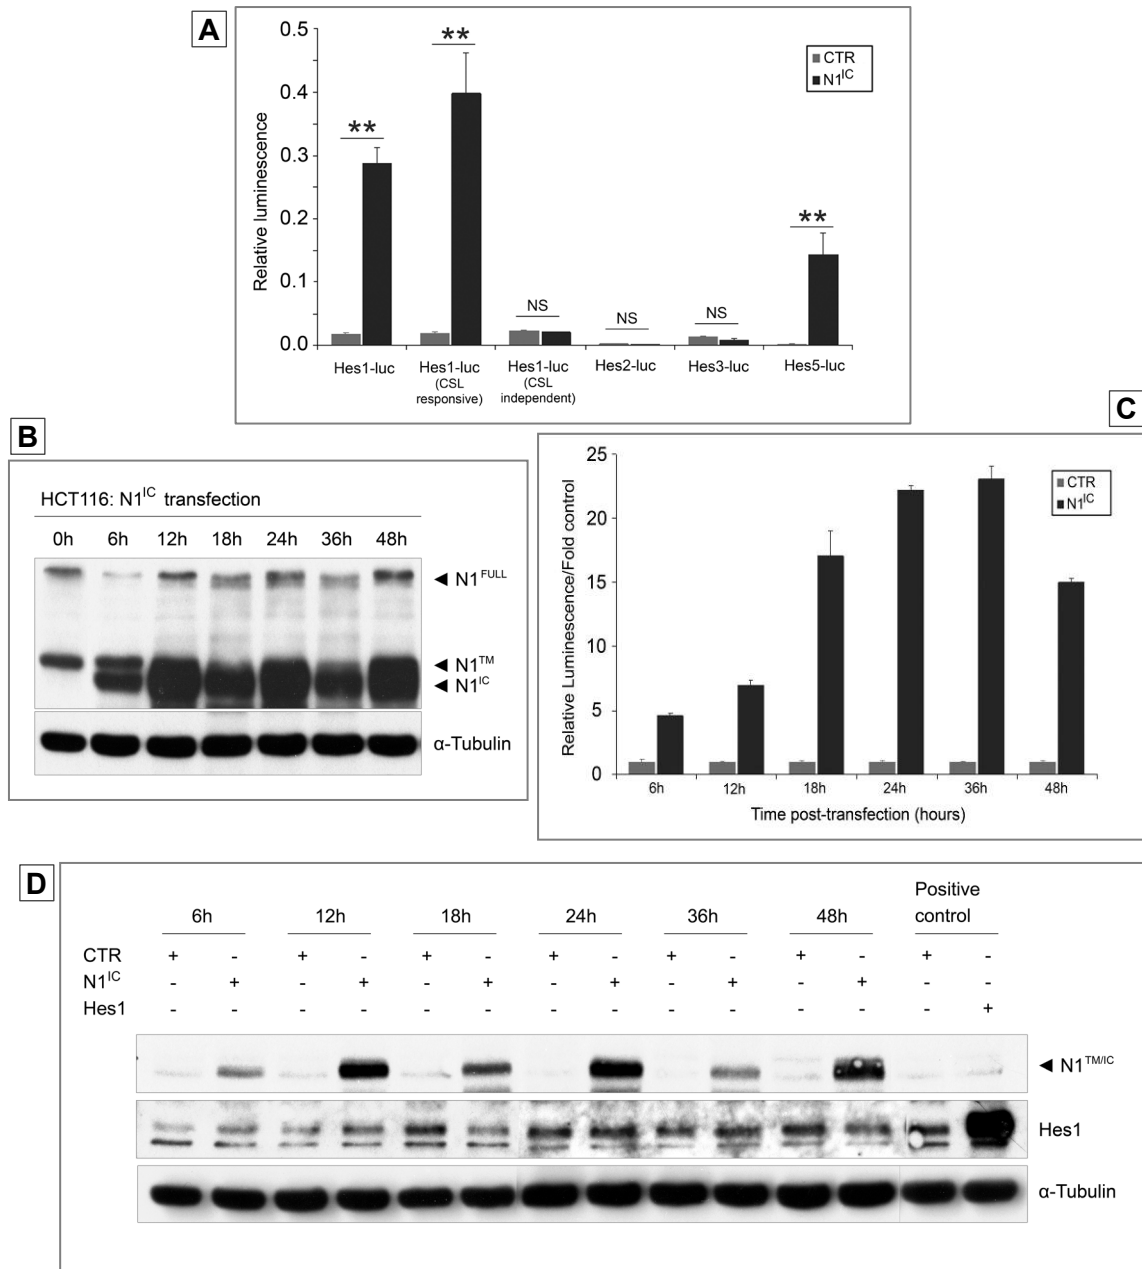 A
0.5
0.4
0.3
0.2
0.1
0.0
Relative luminescence
** ** NS NS NS **
CTR
N1IC
Hes1-luc Hes1-luc Hes1-luc Hes2-luc Hes3-luc Hes5-luc
(CSL (CSL
responsive) independent)
B
HCT116: N1IC transfection
0h 6h 12h 18h 24h 36h 48h
◄ N1FULL
◄ N1TM
◄ N1IC
α-Tubulin
C
25
20
15
10
5
0
Relative Luminescence/Fold control
CTR
N1IC
6h 12h 18h 24h 36h 48h
Time post-transfection (hours)
D
Positive
6h 12h 18h 24h 36h 48h control
CTR + - + - + - + - + - + - + -
N1IC - + - + - + - + - + - + - -
Hes1 - - - - - - - - - - - - - +
◄ N1TM/IC
Hes1
α-Tubulin